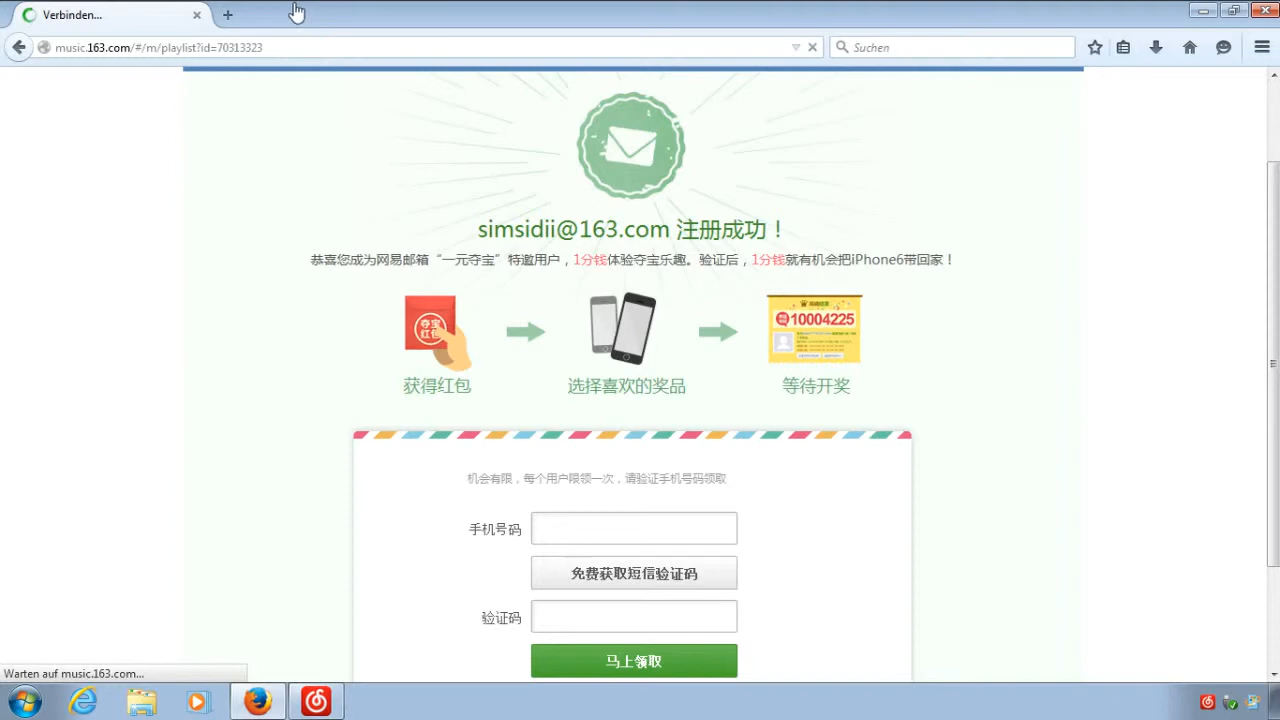 Verbinden...
music.163.com/#/m/playlist?id=70313323
Suchen
simsidii@163.com 注册成功！
恭喜您成为网易邮箱“一元夺宝”特邀用户，1分钱体验夺宝乐趣。验证后，1分钱就有机会把iPhone6带回家！
夺宝
红包
10004225
获得红包
选择喜欢的奖品
等待开奖
机会有限，每个用户限领一次，请验证手机号码领取
手机号码
免费获取短信验证码
验证码
马上领取
Warten auf music.163.com...